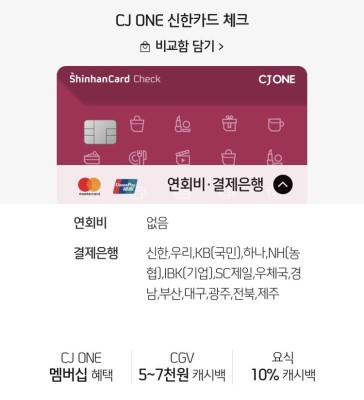 CJ ONE 신한카드 체크
비교함 담기 >
ShinhanCard Check
CJ ONE
mastercard
UnionPay
银联
연회비·결제은행
연회비 없음
결제은행 신한,우리,KB(국민),하나,NH(농
협),IBK(기업),SC제일,우체국,경
남,부산,대구,광주,전북,제주
CJ ONE
멤버십 혜택
CGV
5~7천원 캐시백
요식
10% 캐시백